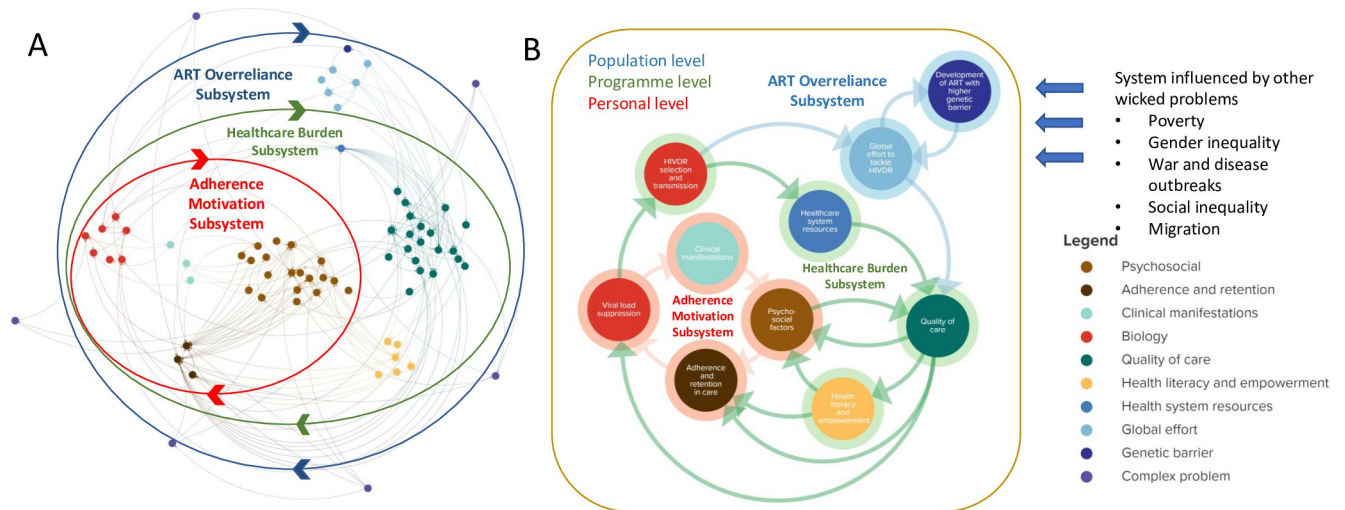 A
ART Overreliance
Subsystem
Healthcare Burden
Subsystem
Adherence
Motivation
Subsystem
B
Population level
Programme level
Personal level
ART Overreliance
Subsystem
Development
of ART with
higher
genetic
barrier
Global
effort to
tackle
HIVDR
HIVDR
selection
and
transmission
Healthcare
system
resources
Clinical
manifestations
Healthcare Burden
Subsystem
Viral load
suppression
Adherence
Motivation
Subsystem
Psycho-
social
factors
Quality of
care
Adherence
and
retention
in care
Health
literacy
and
empowerment
System influenced by other
wicked problems
• Poverty
• Gender inequality
• War and disease
outbreaks
• Social inequality
• Migration
Legend
Psychosocial
Adherence and retention
Clinical manifestations
Biology
Quality of care
Health literacy and empowerment
Health system resources
Global effort
Genetic barrier
Complex problem